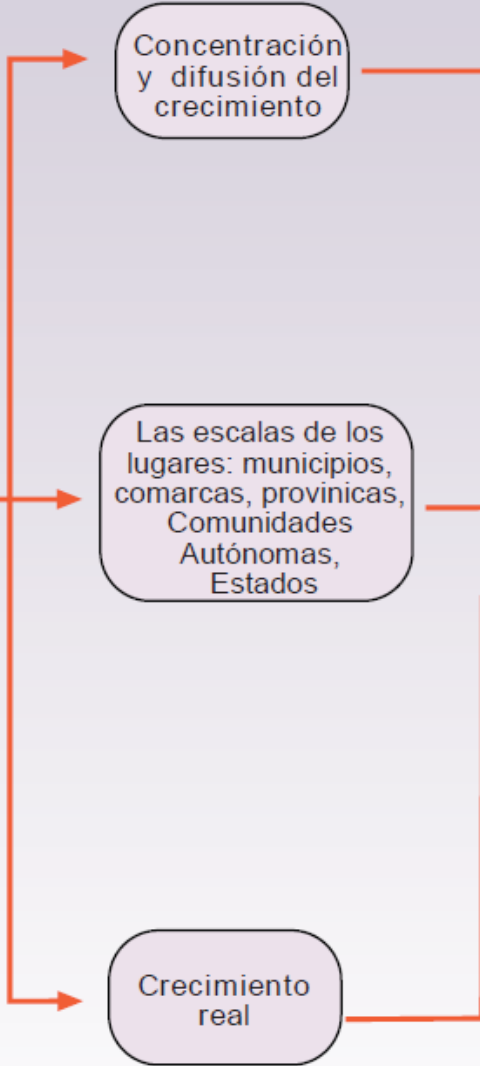 Concentración
y difusión del
crecimiento
Las escalas de los
lugares: municipios,
comarcas, provinicas,
Comunidades
Autónomas,
Estados
Crecimiento
real